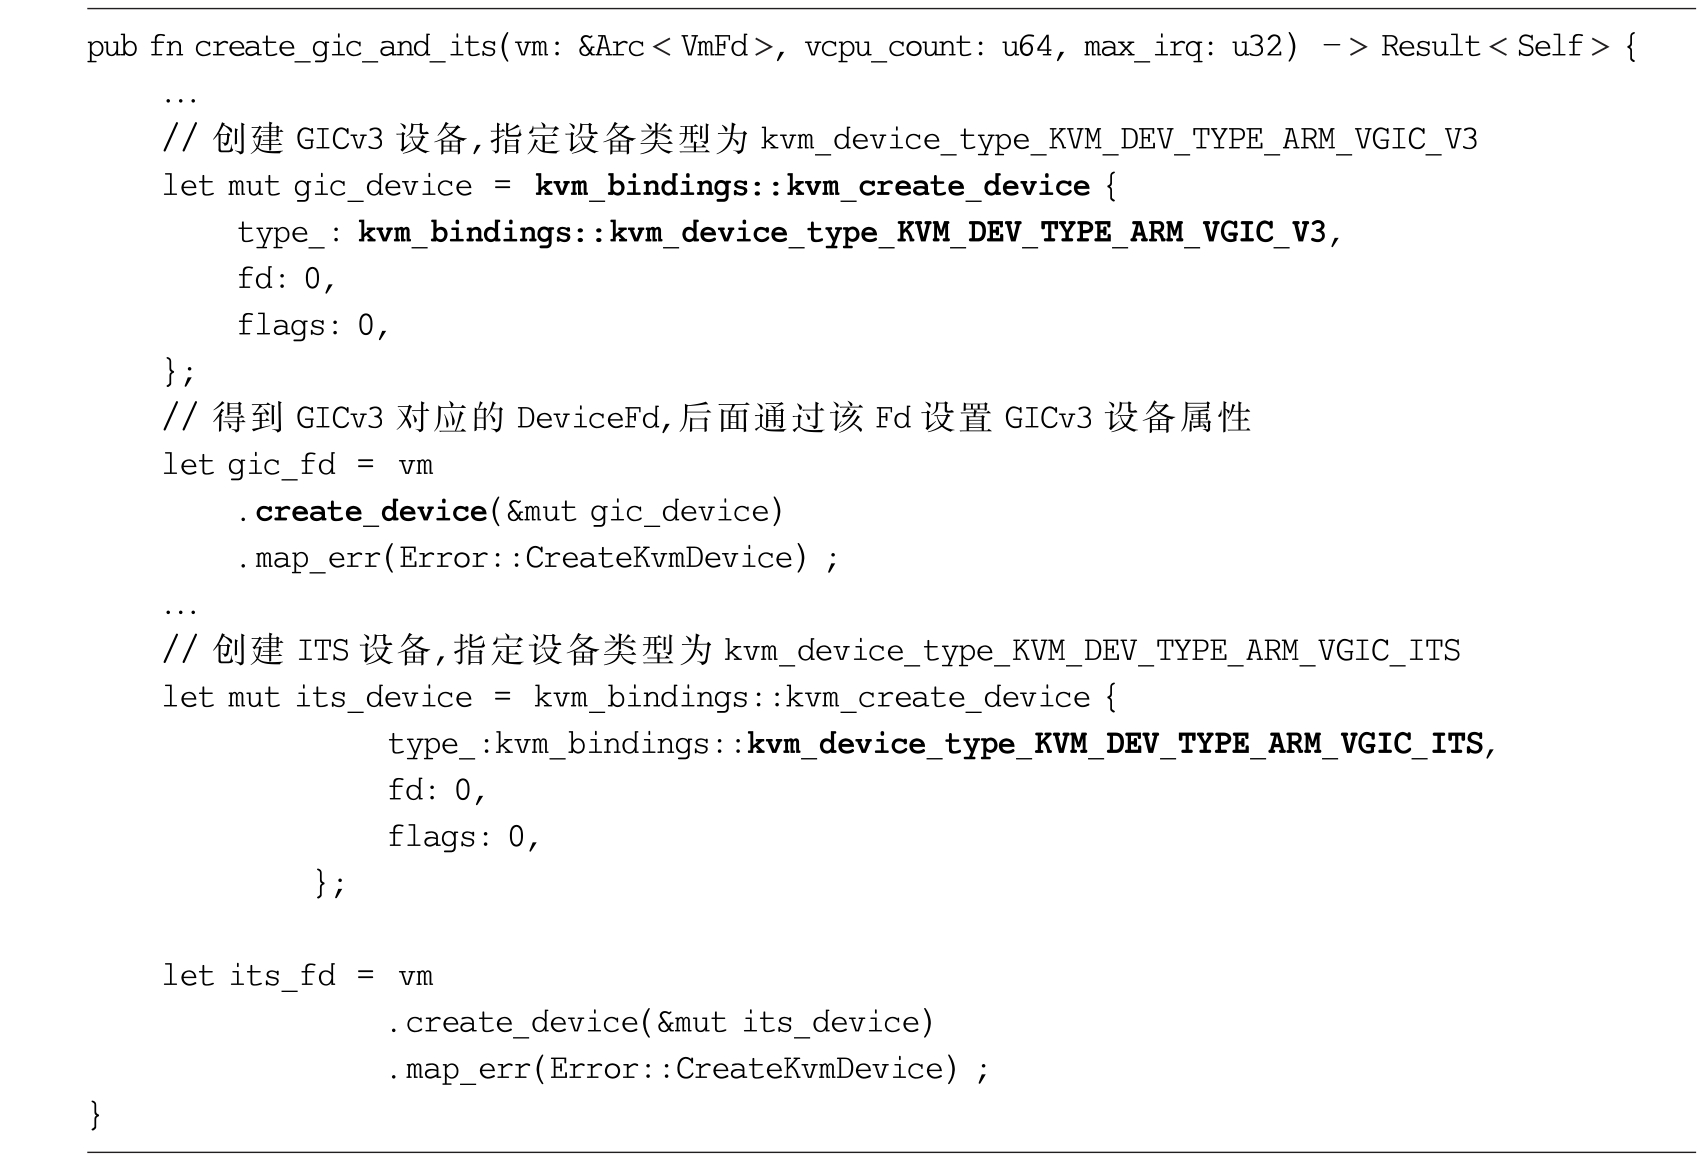 pub fn create_gic_and_its(vm: &Arc<VmFd>, vcpu_count: u64, max_irq: u32) -> Result<Self> {
...
// 创建 GICv3 设备,指定设备类型为 kvm_device_type_KVM_DEV_TYPE_ARM_VGIC_V3
let mut gic_device = kvm_bindings::kvm_create_device {
type_: kvm_bindings::kvm_device_type_KVM_DEV_TYPE_ARM_VGIC_V3,
fd: 0,
flags: 0,
};
// 得到 GICv3 对应的 DeviceFd,后面通过该 Fd 设置 GICv3 设备属性
let gic_fd = vm
.create_device(&mut gic_device)
.map_err(Error::CreateKvmDevice) ;
...
// 创建 ITS 设备,指定设备类型为 kvm_device_type_KVM_DEV_TYPE_ARM_VGIC_ITS
let mut its_device = kvm_bindings::kvm_create_device {
type_:kvm_bindings::kvm_device_type_KVM_DEV_TYPE_ARM_VGIC_ITS,
fd: 0,
flags: 0,
};
let its_fd = vm
.create_device(&mut its_device)
.map_err(Error::CreateKvmDevice) ;
}